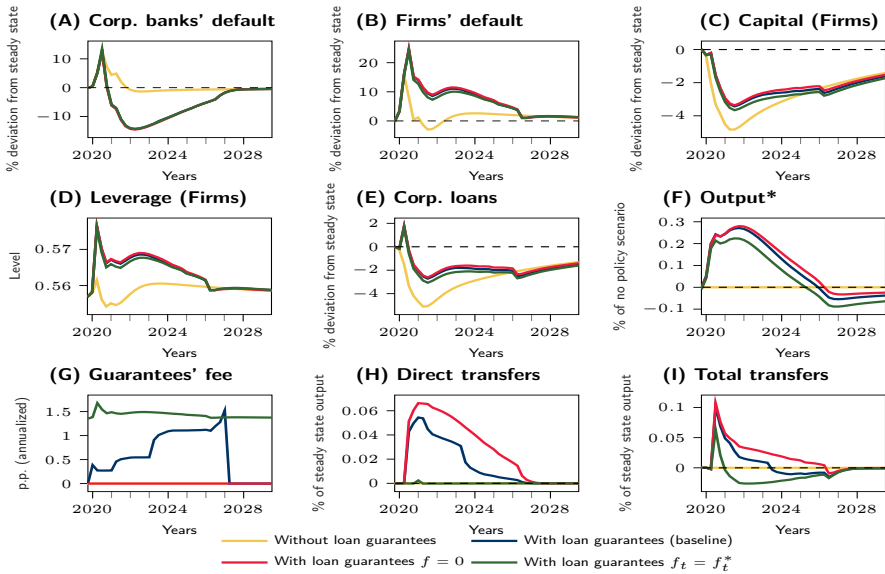 (A) Corp. banks' default
(B) Firms' default
(C) Capital (Firms)
% deviation from steady state
10
0
−10
2020
2024
2028
Years
% deviation from steady state
20
10
0
2020
2024
2028
Years
% deviation from steady state
0
−2
−4
2020
2024
2028
Years
(D) Leverage (Firms)
(E) Corp. loans
(F) Output*
Level
0.57
0.56
2020
2024
2028
Years
% deviation from steady state
2
0
−2
−4
2020
2024
2028
Years
% of no policy scenario
0.3
0.2
0.1
0
−0.1
2020
2024
2028
Years
(G) Guarantees' fee
(H) Direct transfers
(I) Total transfers
p.p. (annualized)
1.5
1
0.5
0
2020
2024
2028
Years
% of steady state output
0.06
0.04
0.02
0
2020
2024
2028
Years
% of steady state output
0.1
0.05
0
2020
2024
2028
Years
Without loan guarantees
With loan guarantees (baseline)
With loan guarantees f = 0
With loan guarantees f_t = f_t^*